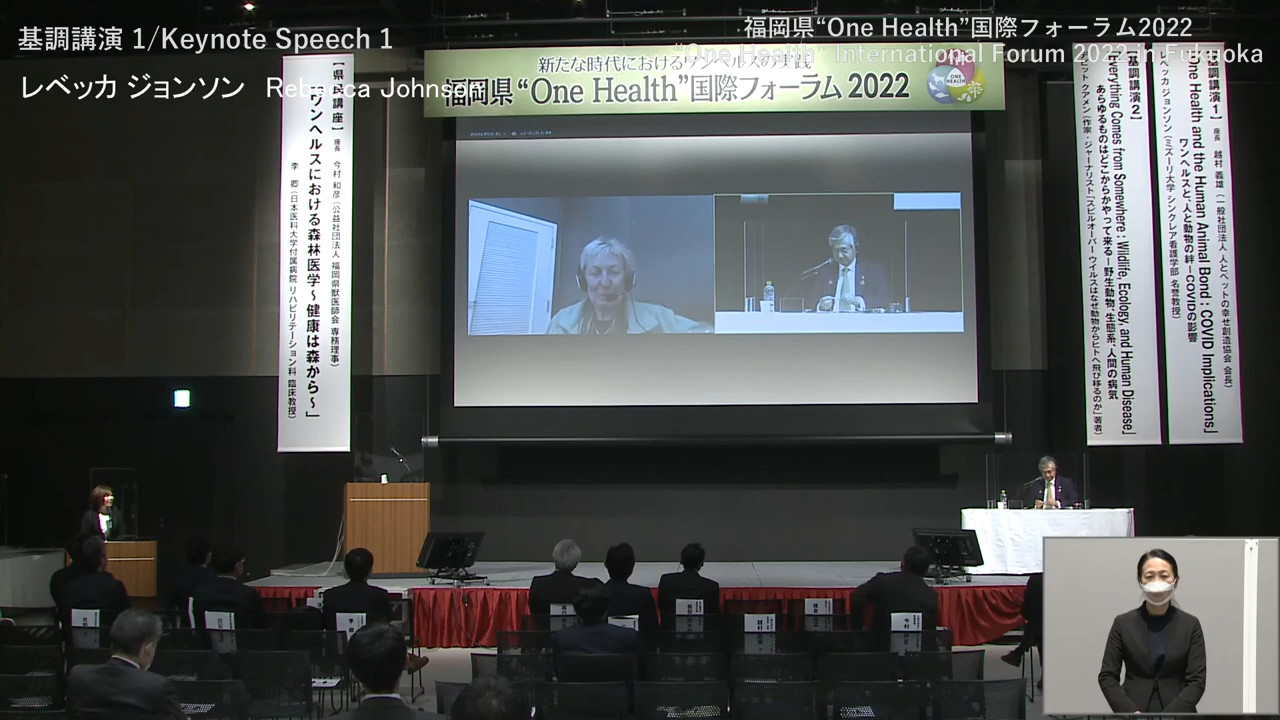 基調講演 1/Keynote Speech 1
レベッカ ジョンソン Rebecca Johnson
福岡県“One Health”国際フォーラム2022
“One Health” International Forum 2022 in Fukuoka
新たな時代におけるワンヘルスの実践
福岡県“One Health”国際フォーラム 2022
ONE HEALTH
【県民講座】 座長 今村 和彦（公益社団法人 福岡県獣医師会 専務理事）
「ワンヘルスにおける森林医学～健康は森から～」
李 卿（日本医科大学付属病院 リハビリテーション科 臨床教授）
【基調講演1】 座長 越村 義雄（一般社団法人 人とペットの幸せ創造協会 会長）
「One Health and the Human Animal Bond : COVID Implications」
ワンヘルスと、人と動物の絆－COVIDの影響
レベッカ ジョンソン（ミズーリ大学 シンクレア看護学部 名誉教授）
【基調講演2】
「Everything Comes from Somewhere : Wildlife, Ecology, and Human Disease」
あらゆるものはどこからかやって来る－野生動物、生態系、人間の病気
クアメン（作家・ジャーナリスト「スピルオーバー ウイルスはなぜ動物からヒトへ飛び移るのか」著者）